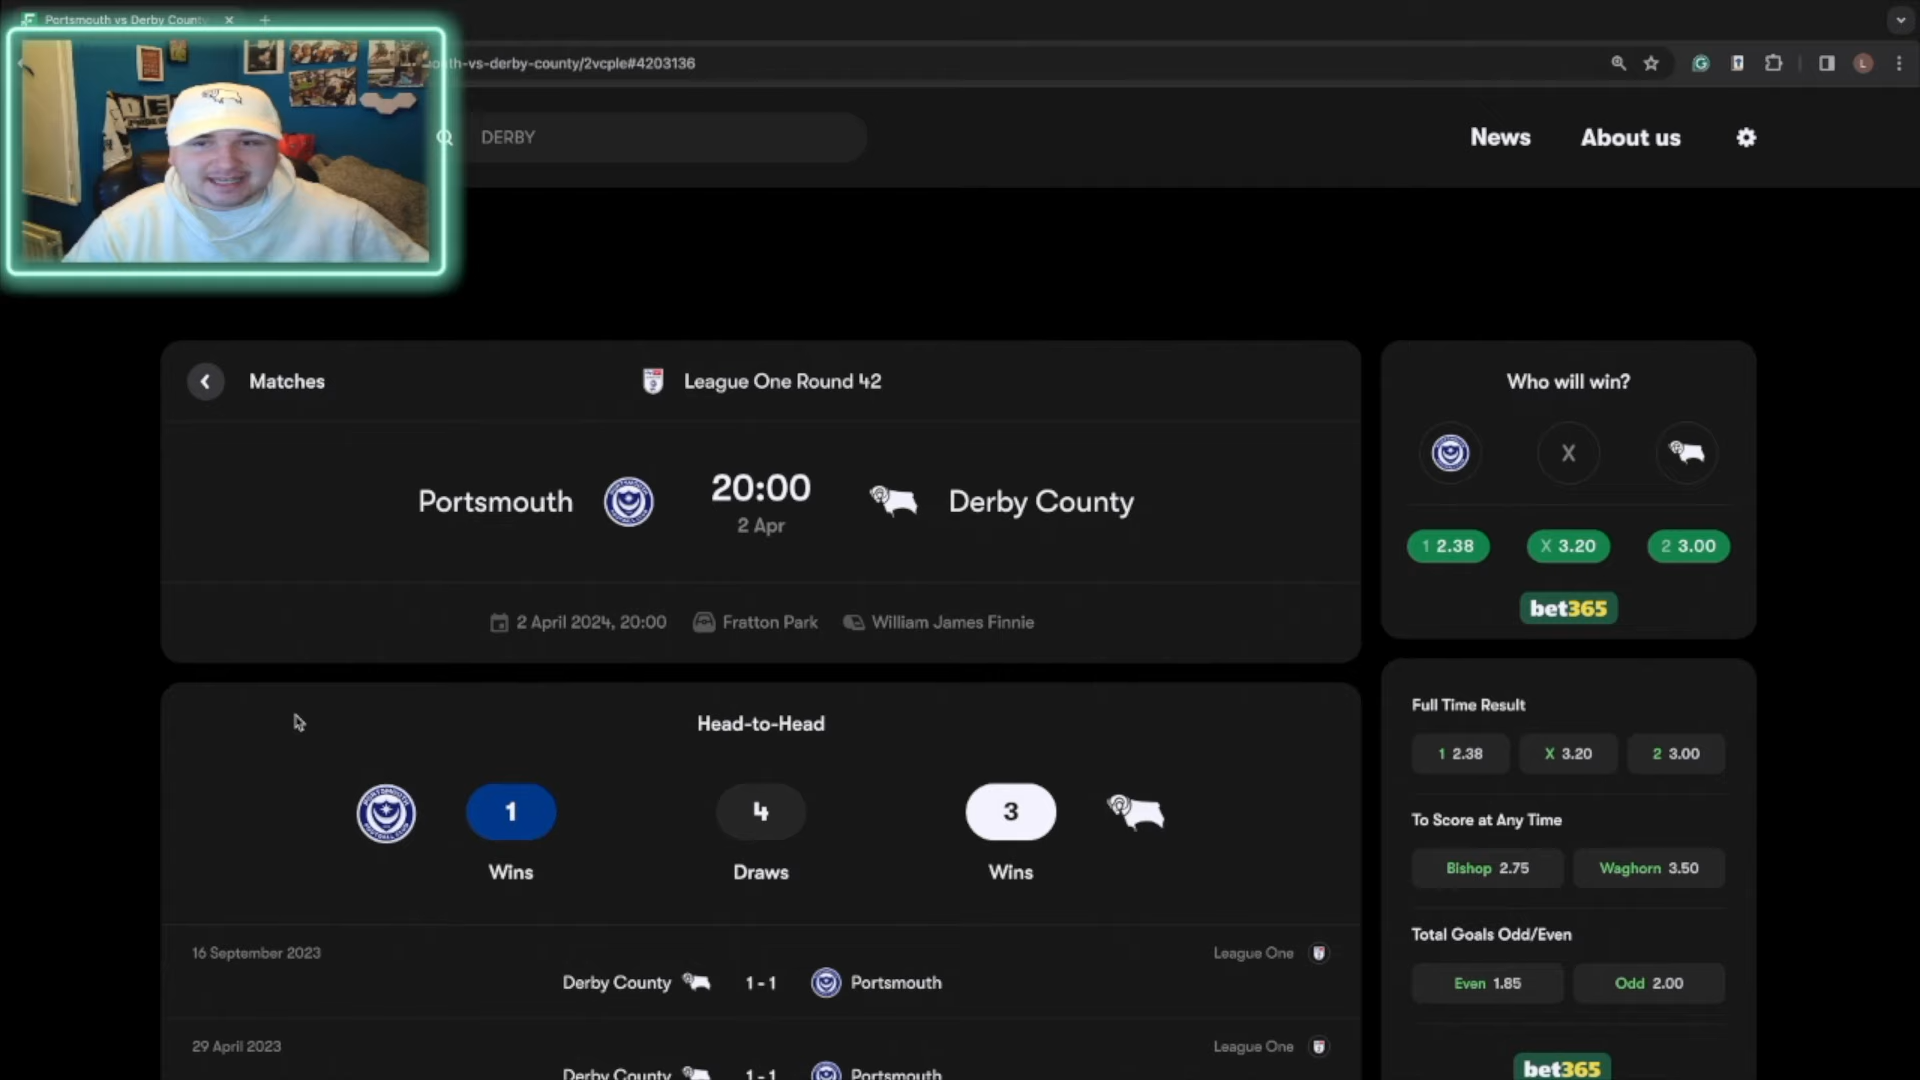 Portsmouth vs Derby County
outh-vs-derby-county/2vcple#4203136
L
DERBY
News
About us
Matches
League One Round 42
Portsmouth
20:00
2 Apr
Derby County
2 April 2024, 20:00
Fratton Park
William James Finnie
Head-to-Head
1
4
3
Wins
Draws
Wins
16 September 2023
League One
Derby County
1 - 1
Portsmouth
29 April 2023
League One
Derby County
1 - 1
Portsmouth
Who will win?
X
1 2.38
X 3.20
2 3.00
bet365
Full Time Result
1 2.38
X 3.20
2 3.00
To Score at Any Time
Bishop 2.75
Waghorn 3.50
Total Goals Odd/Even
Even 1.85
Odd 2.00
bet365